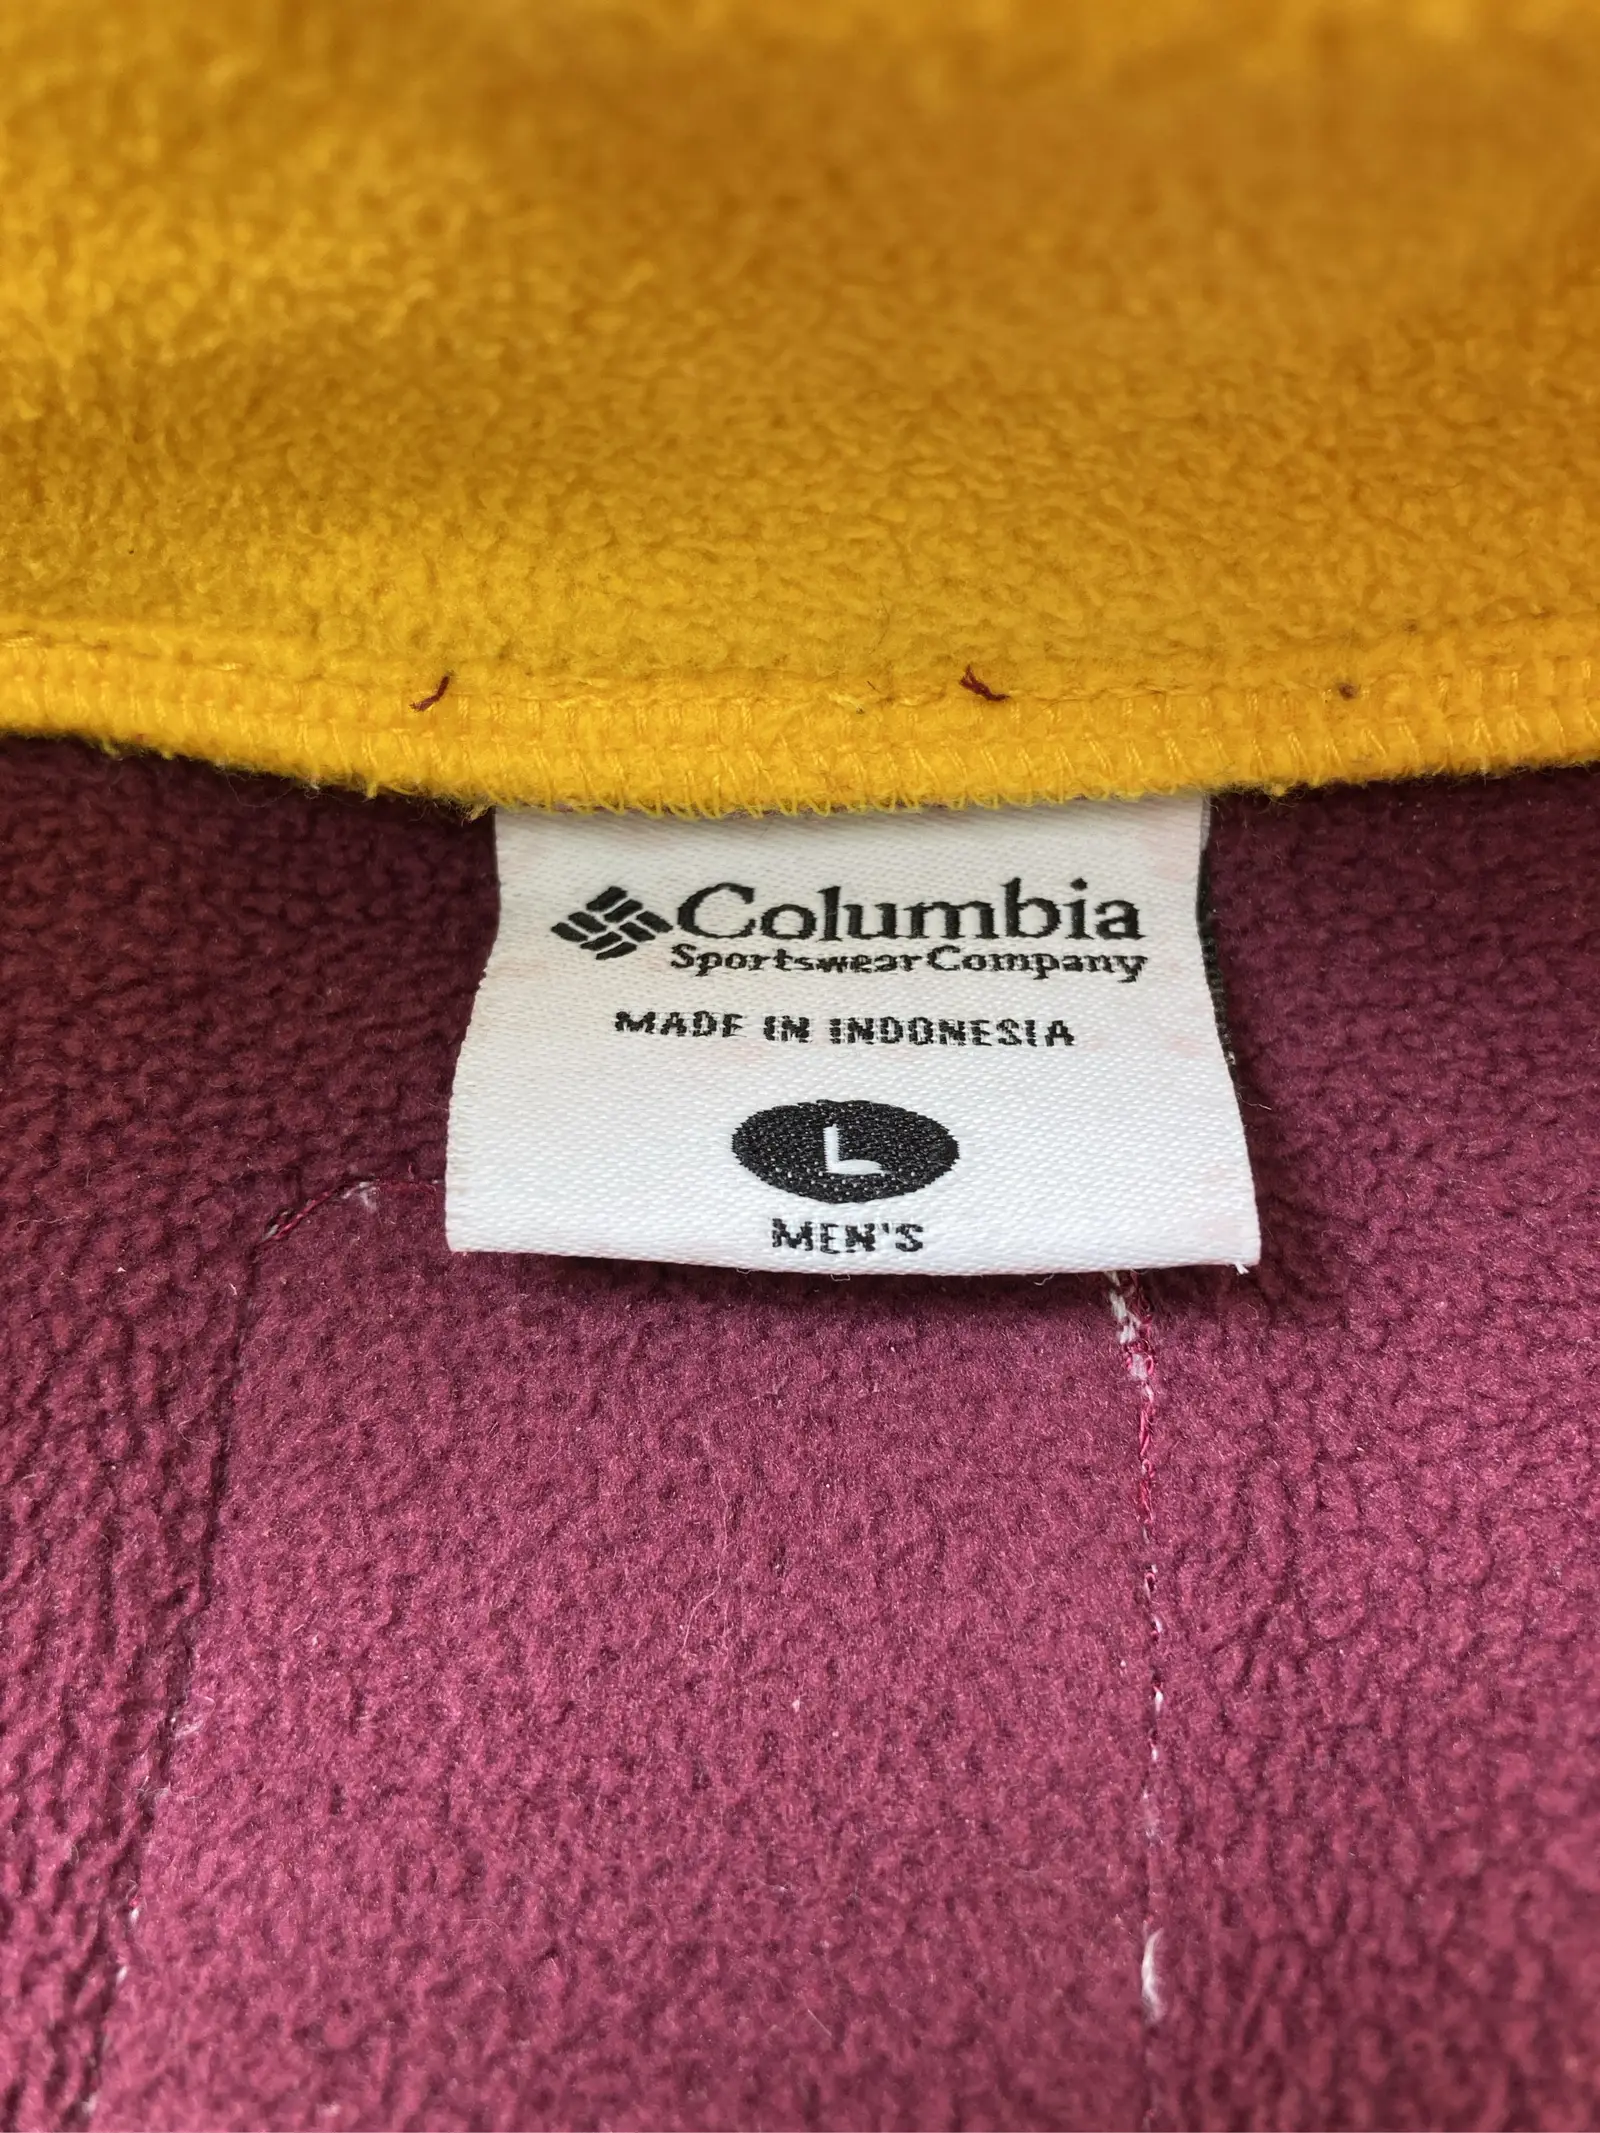 Columbia
Sportswear Company
MADE IN INDONESIA
L
MEN'S